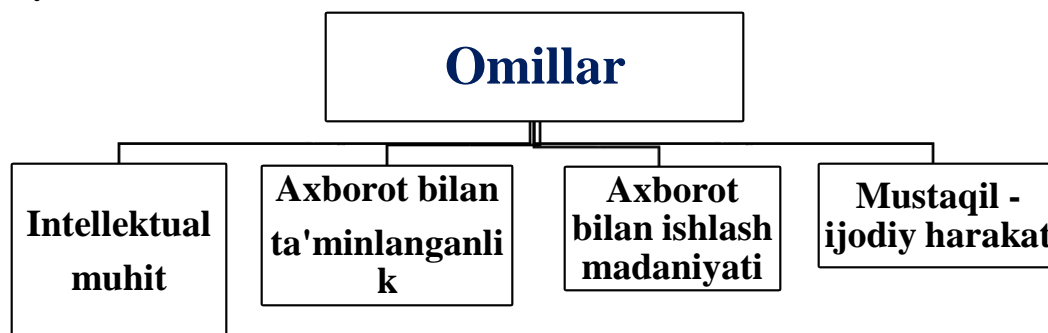 Omillar
Intellektual
muhit
Axborot bilan
ta'minlanganli
k
Axborot
bilan ishlash
madaniyati
Mustaqil -
ijodiy harakat